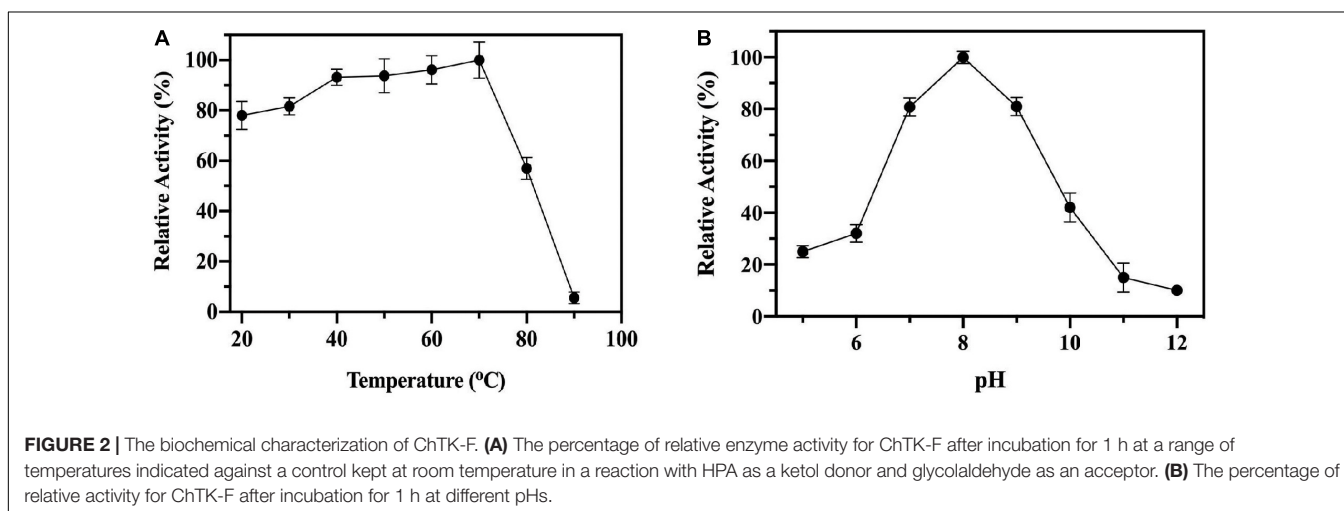 A
B
Relative Activity (%)
100
80
60
40
20
0
20
40
60
80
100
Temperature (ºC)
Relative Activity (%)
100
80
60
40
20
0
6
8
10
12
pH
FIGURE 2 | The biochemical characterization of ChTK-F. (A) The percentage of relative enzyme activity for ChTK-F after incubation for 1 h at a range of
temperatures indicated against a control kept at room temperature in a reaction with HPA as a ketol donor and glycolaldehyde as an acceptor. (B) The percentage of
relative activity for ChTK-F after incubation for 1 h at different pHs.